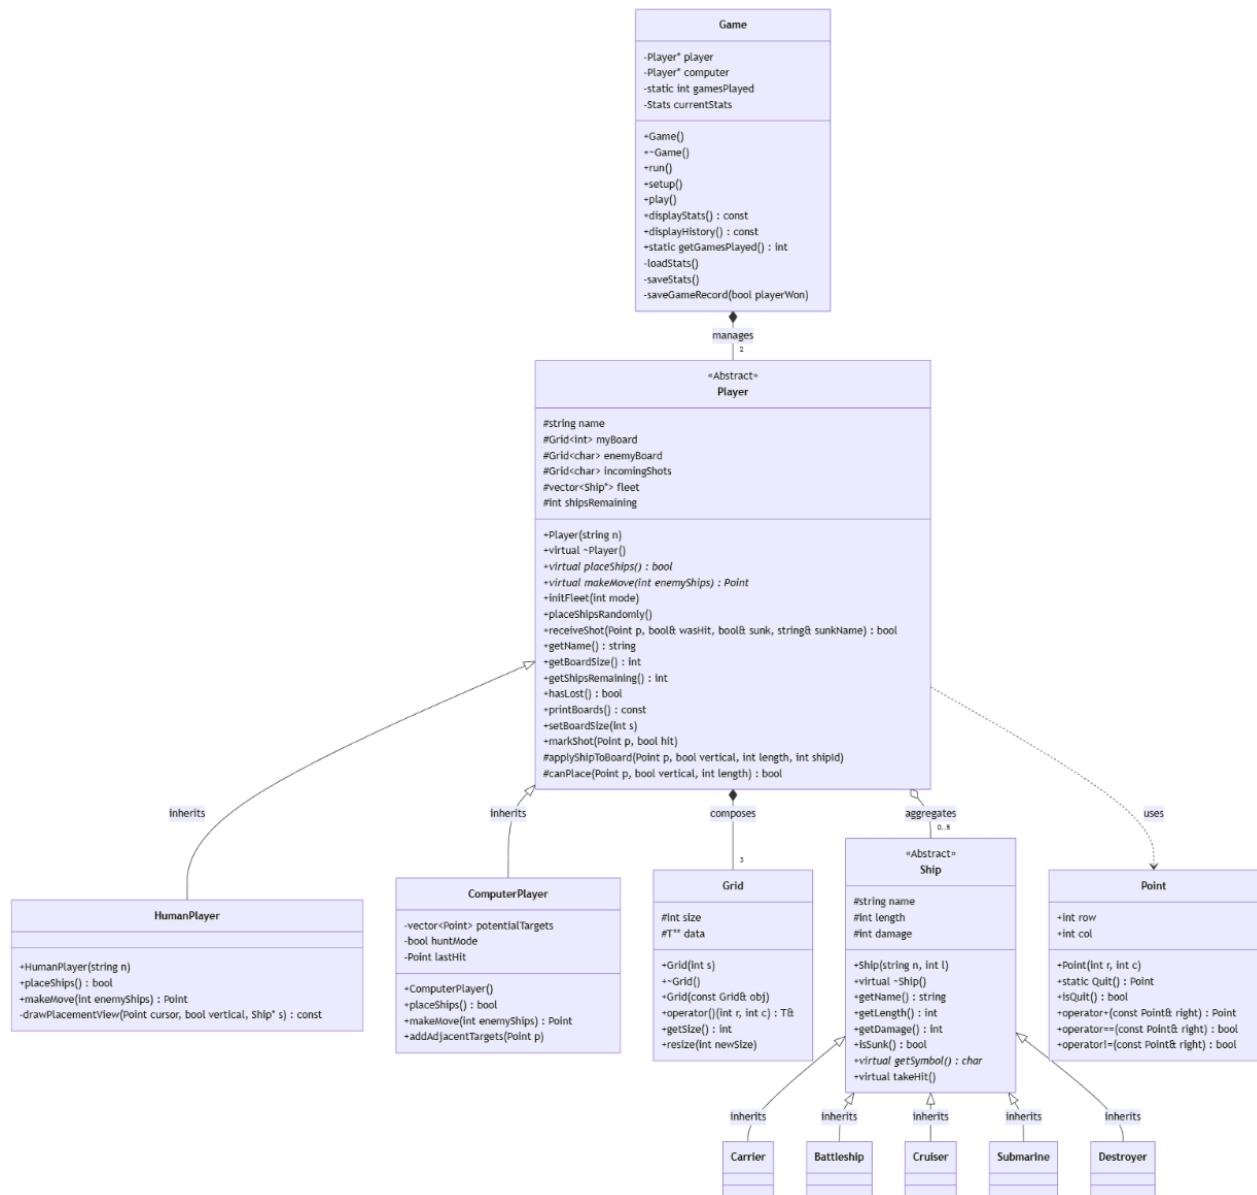 Game
-Player* player
-Player* computer
-static int gamesPlayed
-Stats currentStats
+Game()
+~Game()
+run()
+setup()
+play()
+displayStats() : const
+displayHistory() : const
+static getGamesPlayed() : int
-loadStats()
-saveStats()
-saveGameRecord(bool playerWon)
manages
2
«Abstract»
Player
#string name
#Grid<int> myBoard
#Grid<char> enemyBoard
#Grid<char> incomingShots
#vector<Ship*> fleet
#int shipsRemaining
+Player(string n)
+virtual ~Player()
+virtual placeShips() : bool
+virtual makeMove(int enemyShips) : Point
+initFleet(int mode)
+placeShipsRandomly()
+receiveShot(Point p, bool& wasHit, bool& sunk, string& sunkName) : bool
+getName() : string
+getBoardSize() : int
+getShipsRemaining() : int
+hasLost() : bool
+printBoards() : const
+setBoardSize(int s)
+markShot(Point p, bool hit)
#applyShipToBoard(Point p, bool vertical, int length, int shipId)
#canPlace(Point p, bool vertical, int length) : bool
inherits
inherits
composes
3
aggregates
0..5
uses
HumanPlayer
+HumanPlayer(string n)
+placeShips() : bool
+makeMove(int enemyShips) : Point
-drawPlacementView(Point cursor, bool vertical, Ship* s) : const
ComputerPlayer
-vector<Point> potentialTargets
-bool huntMode
-Point lastHit
+ComputerPlayer()
+placeShips() : bool
+makeMove(int enemyShips) : Point
+addAdjacentTargets(Point p)
Grid
#int size
#T** data
+Grid(int s)
+~Grid()
+Grid(const Grid& obj)
+operator()(int r, int c) : T&
+getSize() : int
+resize(int newSize)
«Abstract»
Ship
#string name
#int length
#int damage
+Ship(string n, int l)
+virtual ~Ship()
+getName() : string
+getLength() : int
+getDamage() : int
+isSunk() : bool
+virtual getSymbol() : char
+virtual takeHit()
Point
+int row
+int col
+Point(int r, int c)
+static Quit() : Point
+isQuit() : bool
+operator+(const Point& right) : Point
+operator==(const Point& right) : bool
+operator!=(const Point& right) : bool
inherits
inherits
inherits
inherits
inherits
Carrier
Battleship
Cruiser
Submarine
Destroyer